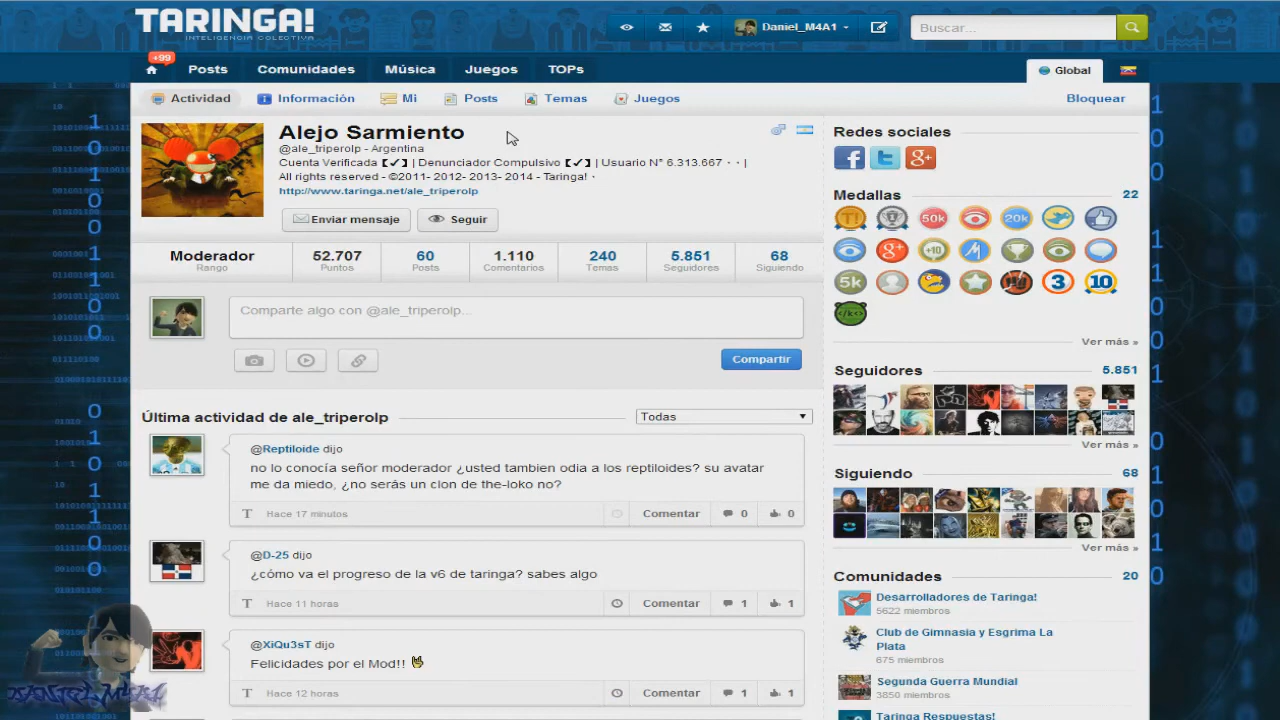 TARINGA!
INTELIGENCIA COLECTIVA
Daniel_M4A1
Buscar...
+99
Posts
Comunidades
Música
Juegos
TOPs
Global
Actividad
Información
Mi
Posts
Temas
Juegos
Bloquear
Alejo Sarmiento
@ale_triperolp - Argentina
Cuenta Verificada【✔】| Denunciador Compulsivo【✔】| Usuario N° 6.313.667 · · |
All rights reserved - ©2011- 2012- 2013- 2014 - Taringa! ·
http://www.taringa.net/ale_triperolp
Enviar mensaje
Seguir
Moderador
Rango
52.707
Puntos
60
Posts
1.110
Comentarios
240
Temas
5.851
Seguidores
68
Siguiendo
Comparte algo con @ale_triperolp...
Compartir
Última actividad de ale_triperolp
Todas
@Reptiloide dijo
no lo conocía señor moderador ¿usted tambien odia a los reptiloides? su avatar
me da miedo, ¿no serás un clon de the-loko no?
T Hace 17 minutos
Comentar
0
0
@D-25 dijo
¿cómo va el progreso de la v6 de taringa? sabes algo
T Hace 11 horas
Comentar
1
1
@XiQu3sT dijo
Felicidades por el Mod!!
T Hace 12 horas
Comentar
1
1
Redes sociales
Medallas
22
T!
50k
20k
g+
+10
M
5k
3
10
</k<>
Ver más »
Seguidores
5.851
Ver más »
Siguiendo
68
Ver más »
Comunidades
20
Desarrolladores de Taringa!
5622 miembros
Club de Gimnasia y Esgrima La
Plata
675 miembros
Segunda Guerra Mundial
3850 miembros
Taringa Respuestas!
DANIEL M4A1